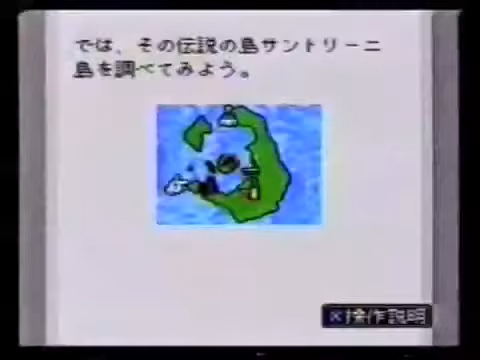 では、その伝説の島サントリーニ
島を調べてみよう。
※操作説明